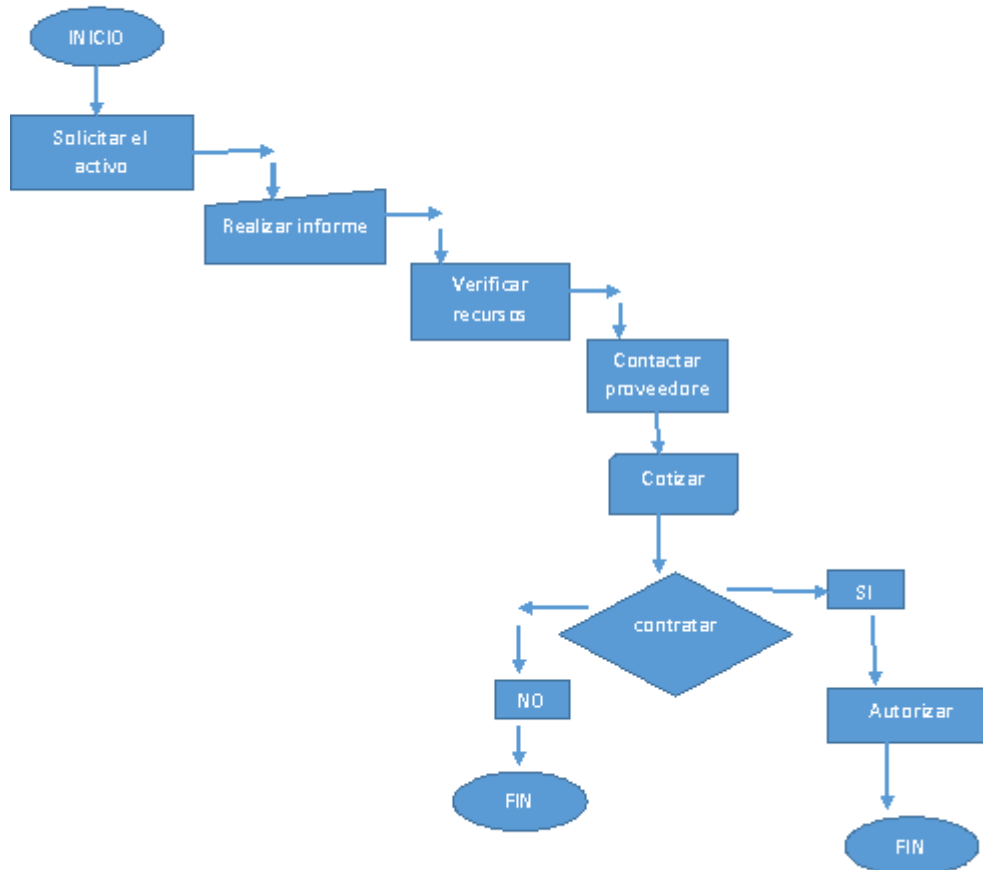 INICIO
Solicitar el
activo
Realizar informe
Verificar
recursos
Contactar
proveedore
Cotizar
contratar
SI
NO
Autorizar
FIN
FIN